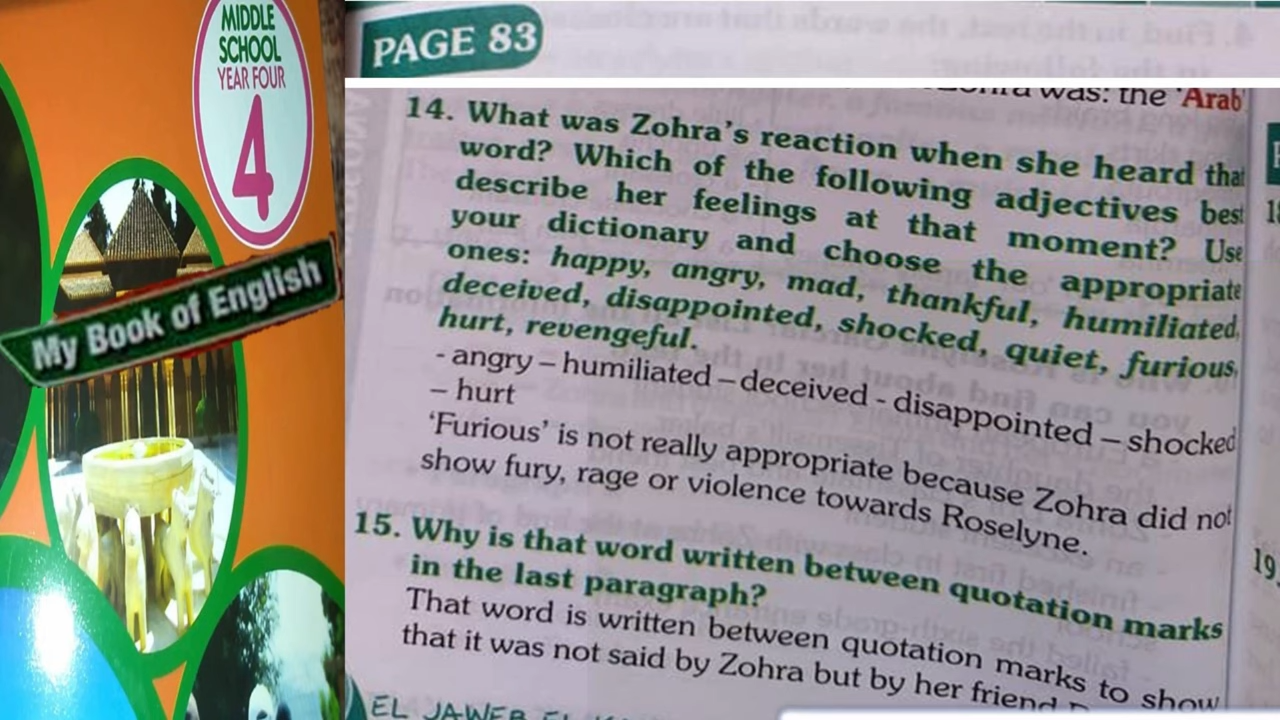 MIDDLE
SCHOOL
YEAR FOUR
4
My Book of English
PAGE 83
was: the 'Arab'
14. What was Zohra's reaction when she heard that
word? Which of the following adjectives best
describe her feelings at that moment? Use
your dictionary and choose the appropriate
ones: happy, angry, mad, thankful, humiliated,
deceived, disappointed, shocked, quiet, furious,
hurt, revengeful.
- angry – humiliated – deceived - disappointed – shocked
– hurt
'Furious' is not really appropriate because Zohra did not
show fury, rage or violence towards Roselyne.
15. Why is that word written between quotation marks
in the last paragraph?
That word is written between quotation marks to show
that it was not said by Zohra but by her friend
19.
EL JAWEB EL